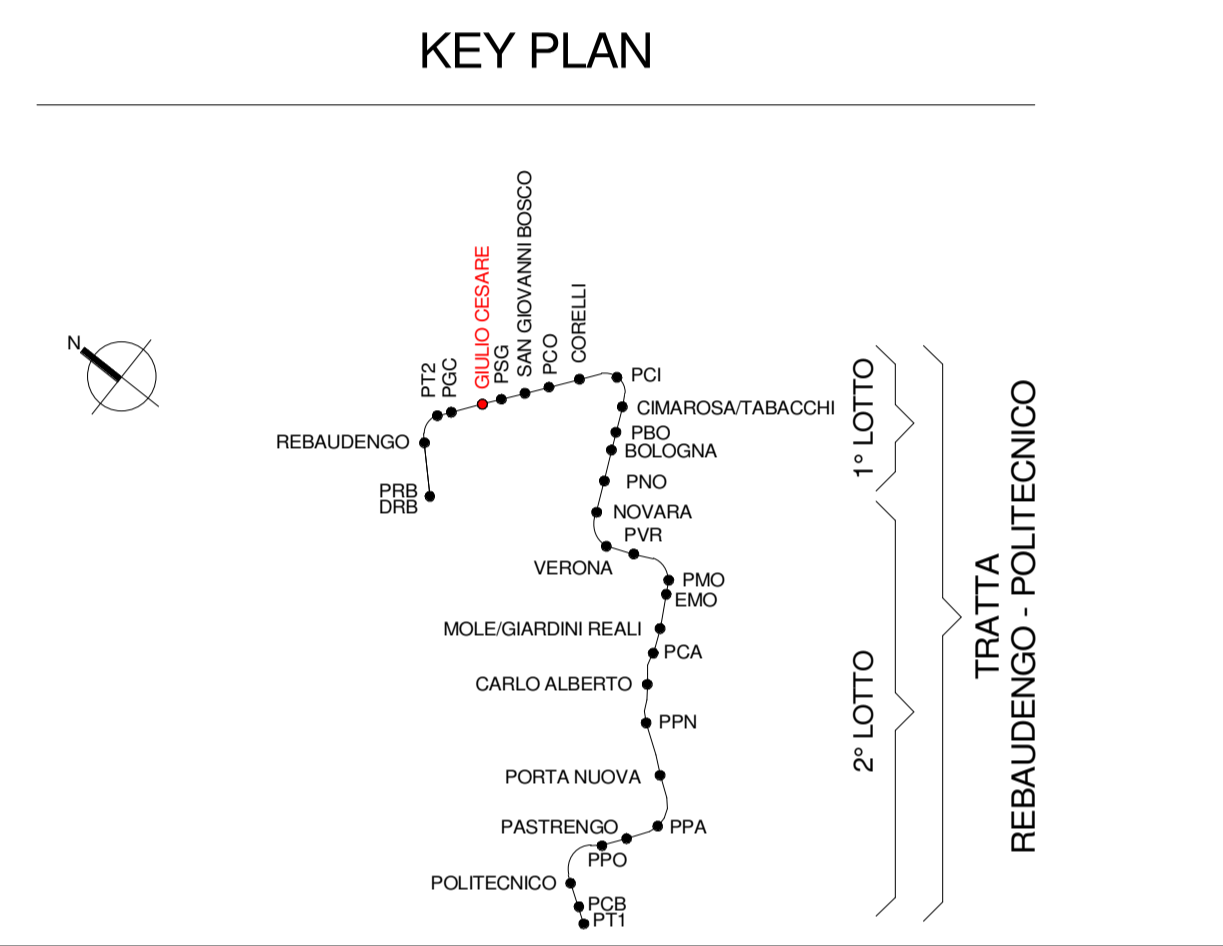 KEY PLAN
N
PT2
PGC
GIULIO CESARE
PSG
SAN GIOVANNI BOSCO
PCO
CORELLI
PCI
CIMAROSA/TABACCHI
PBO
REBAUDENGO
BOLOGNA
PNO
PRB
DRB
NOVARA
PVR
VERONA
PMO
EMO
MOLE/GIARDINI REALI
PCA
CARLO ALBERTO
PPN
PORTA NUOVA
PASTRENGO
PPA
PPO
POLITECNICO
PCB
PT1
1° LOTTO
2° LOTTO
TRATTA
REBAUDENGO - POLITECNICO